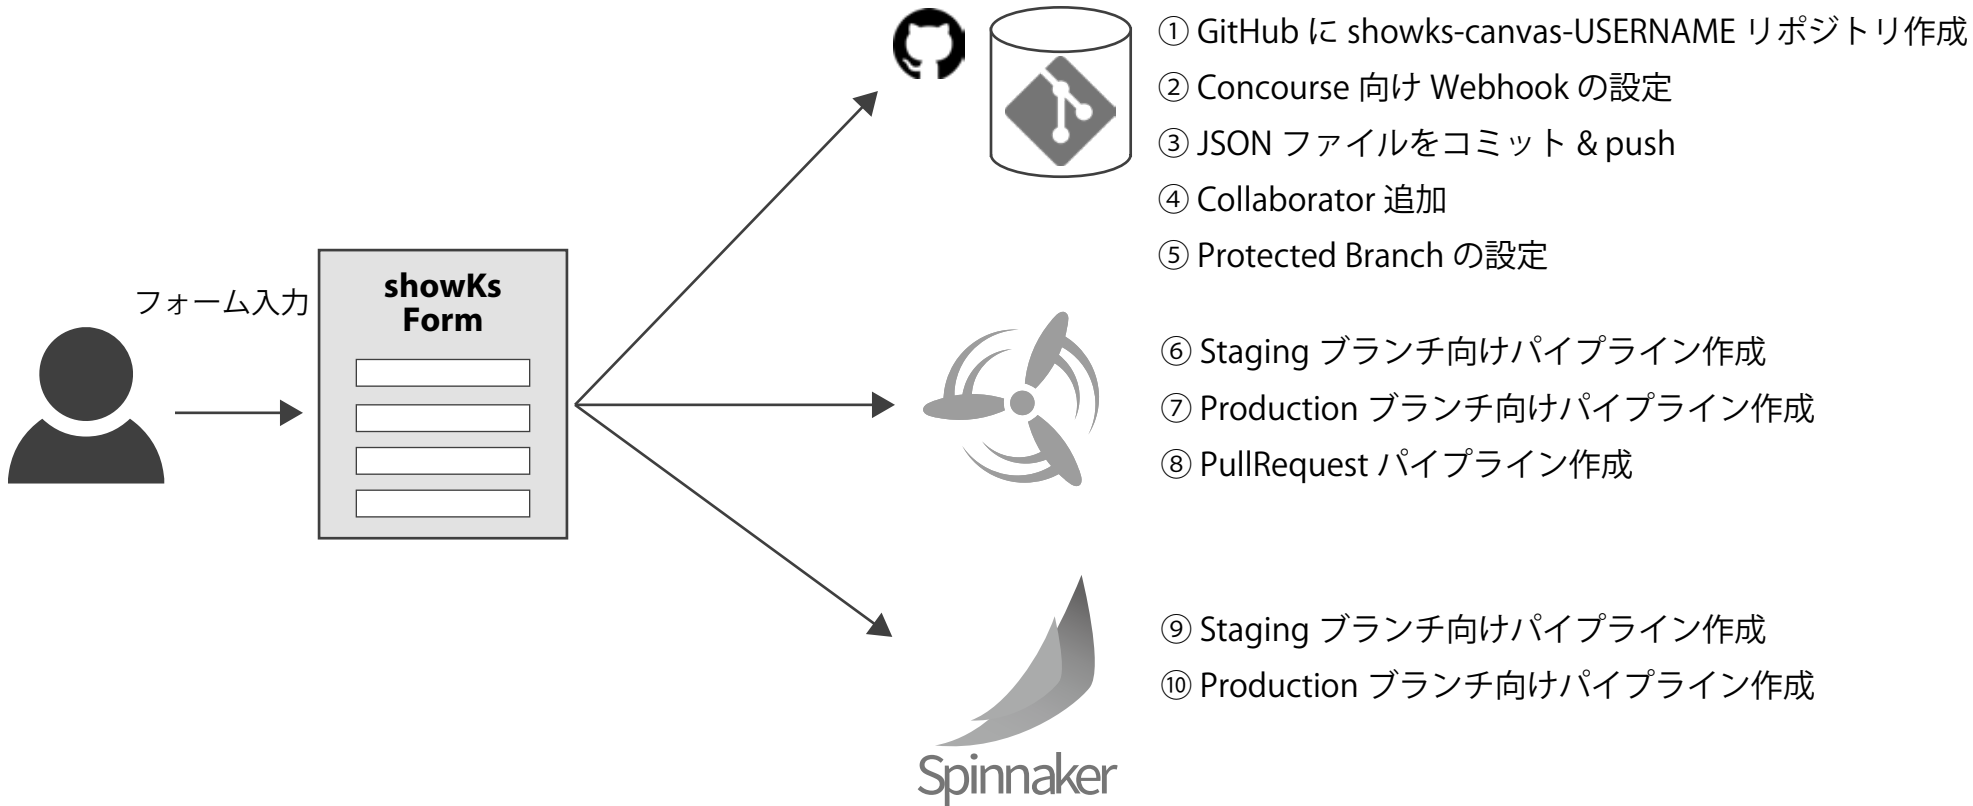 ① GitHub に showks-canvas-USERNAME リポジトリ作成
② Concourse 向け Webhook の設定
③ JSON ファイルをコミット & push
④ Collaborator 追加
⑤ Protected Branch の設定
フォーム入力
showKs
Form
⑥ Staging ブランチ向けパイプライン作成
⑦ Production ブランチ向けパイプライン作成
⑧ PullRequest パイプライン作成
⑨ Staging ブランチ向けパイプライン作成
⑩ Production ブランチ向けパイプライン作成
Spinnaker